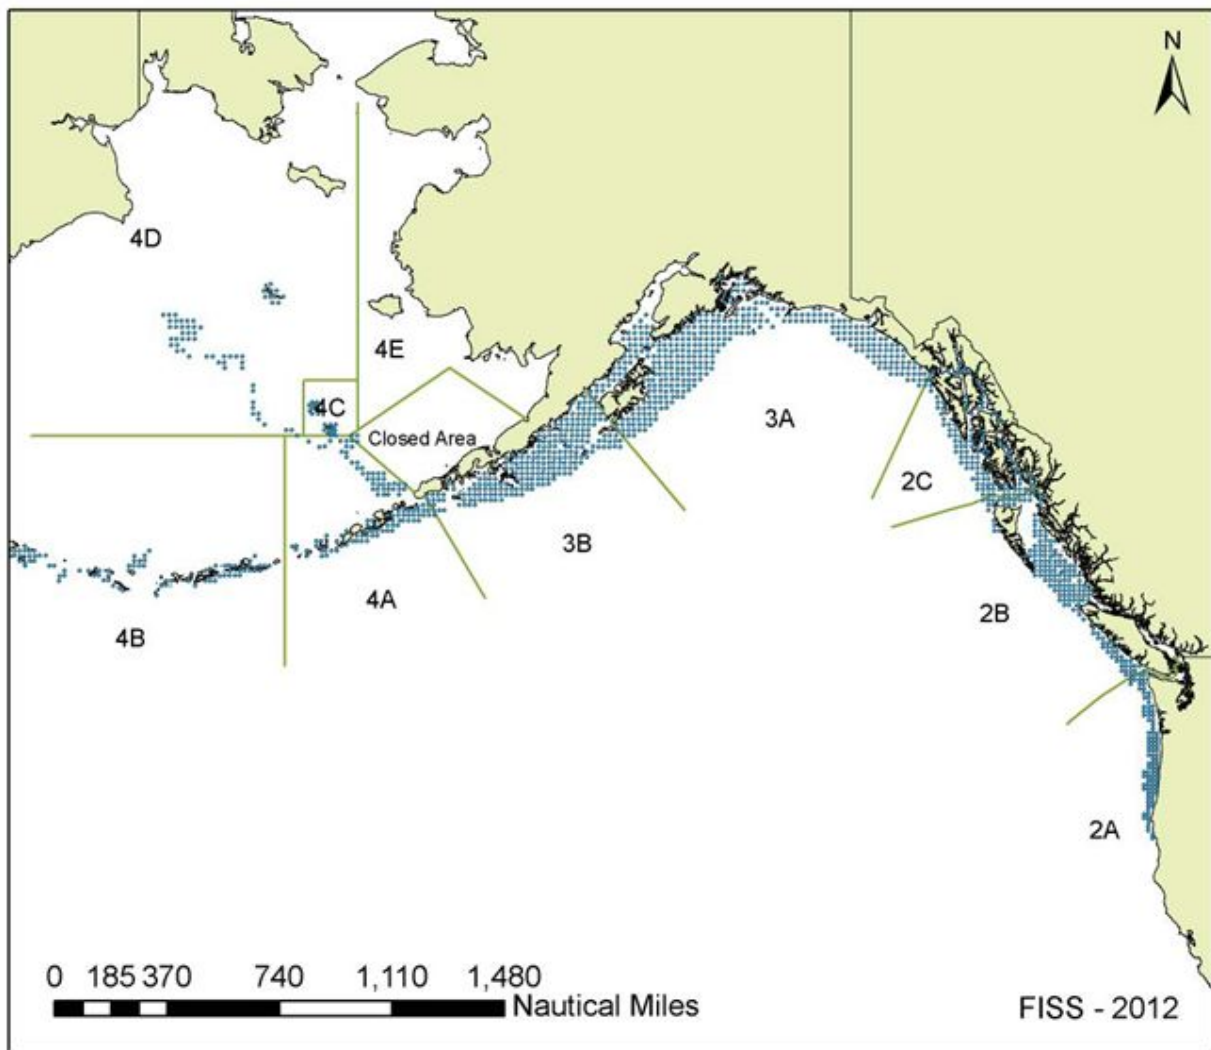 N
4D
4E
4C
Closed Area
3A
2C
3B
4A
2B
4B
2A
0 185 370 740 1,110 1,480
Nautical Miles
FISS - 2012